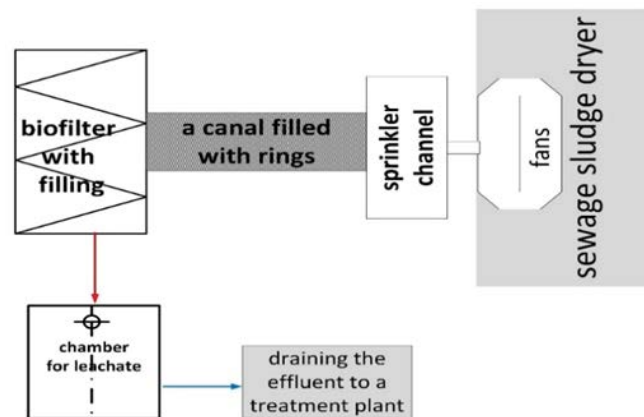 biofilter
with
filling
a canal filled
with rings
sprinkler
channel
fans
sewage sludge dryer
chamber
for leachate
draining the
effluent to a
treatment plant